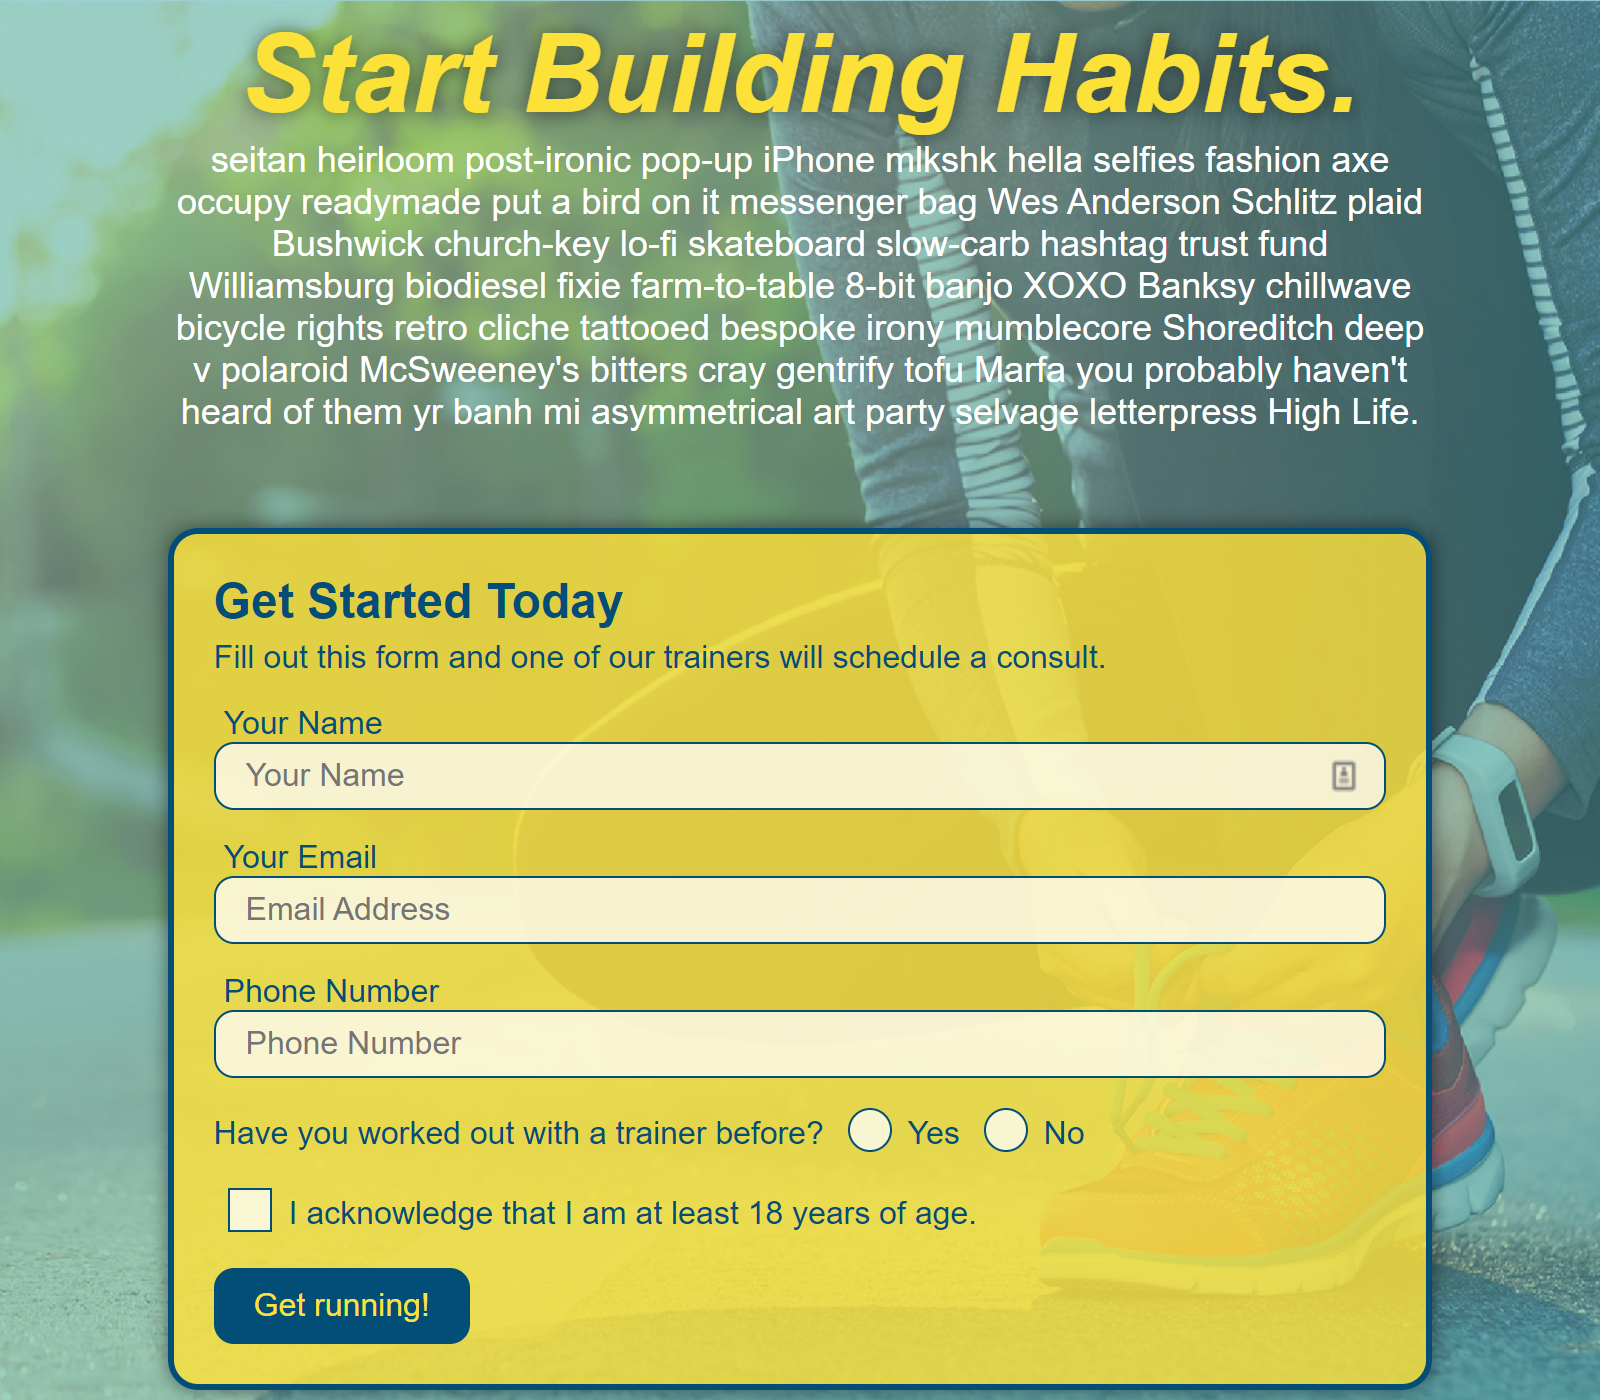 Start Building Habits.
seitan heirloom post-ironic pop-up iPhone mlkshk hella selfies fashion axe
occupy readymade put a bird on it messenger bag Wes Anderson Schlitz plaid
Bushwick church-key lo-fi skateboard slow-carb hashtag trust fund
Williamsburg biodiesel fixie farm-to-table 8-bit banjo XOXO Banksy chillwave
bicycle rights retro cliche tattooed bespoke irony mumblecore Shoreditch deep
v polaroid McSweeney's bitters cray gentrify tofu Marfa you probably haven't
heard of them yr banh mi asymmetrical art party selvage letterpress High Life.
Get Started Today
Fill out this form and one of our trainers will schedule a consult.
Your Name
Your Name
Your Email
Email Address
Phone Number
Phone Number
Have you worked out with a trainer before? Yes No
I acknowledge that I am at least 18 years of age.
Get running!